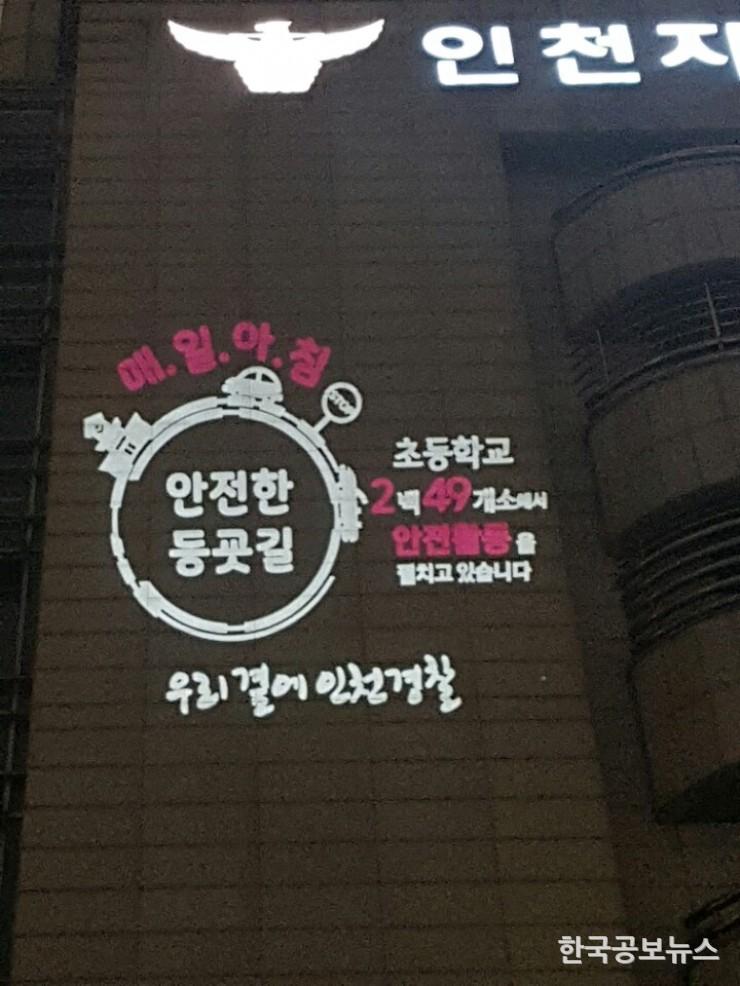 인천지
매.일.아.침
STOP
안전한
등굣길
초등학교
2백49개소에서
안전활동을
펼치고 있습니다
우리 곁에 인천경찰
한국공보뉴스